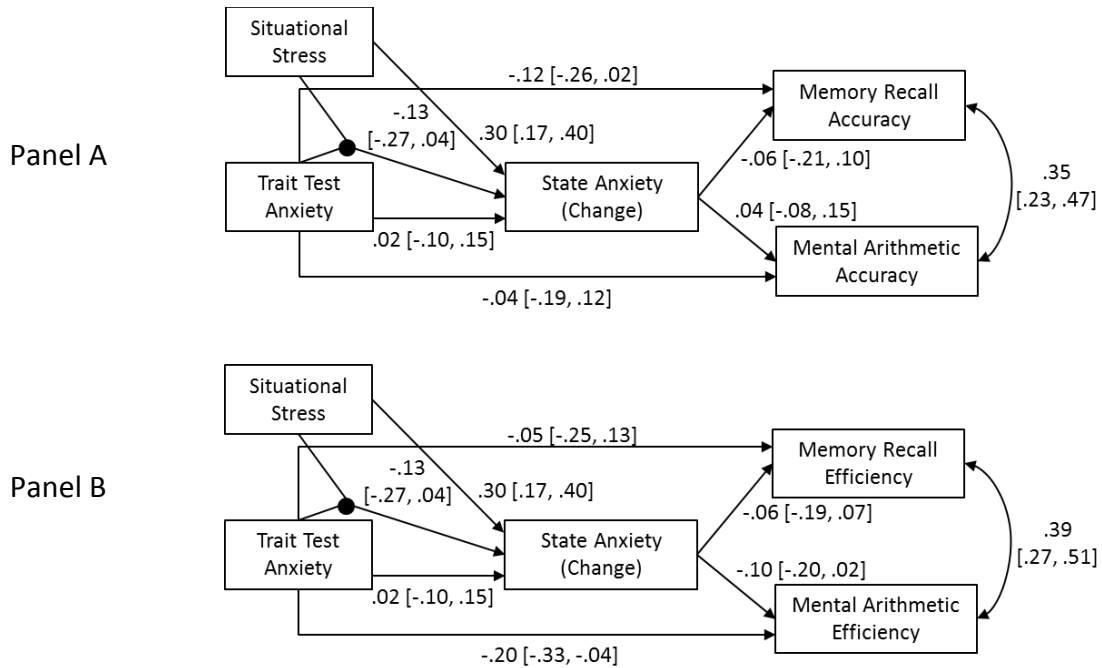 Situational
Stress
-.12 [-.26, .02]
Memory Recall
Accuracy
-.13
[-.27, .04]
.30 [.17, .40]
Panel A
-.06 [-.21, .10]
.35
[.23, .47]
Trait Test
Anxiety
State Anxiety
(Change)
.04 [-.08, .15]
.02 [-.10, .15]
Mental Arithmetic
Accuracy
-.04 [-.19, .12]
Situational
Stress
-.05 [-.25, .13]
Memory Recall
Efficiency
-.13
[-.27, .04]
.30 [.17, .40]
Panel B
-.06 [-.19, .07]
.39
[.27, .51]
Trait Test
Anxiety
State Anxiety
(Change)
-.10 [-.20, .02]
.02 [-.10, .15]
Mental Arithmetic
Efficiency
-.20 [-.33, -.04]